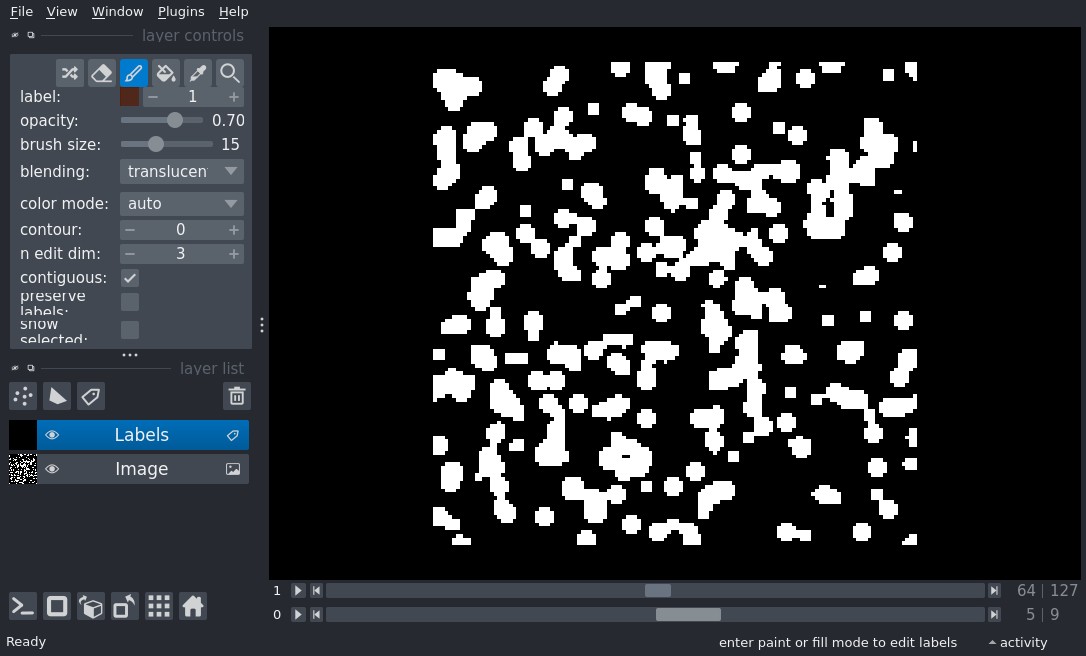 File View Window Plugins Help
layer controls
label: 1
opacity: 0.70
brush size: 15
blending: translucen
color mode: auto
contour: 0
n edit dim: 3
contiguous:
preserve
labels:
show
selected:
layer list
Labels
Image
1 64 127
0 5 9
Ready enter paint or fill mode to edit labels activity